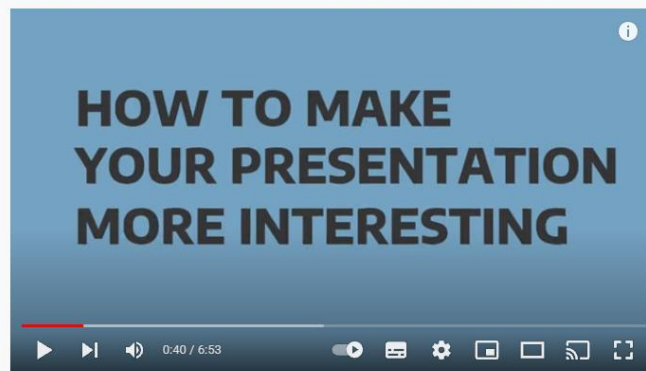 HOW TO MAKE
YOUR PRESENTATION
MORE INTERESTING
0:40 / 6:53